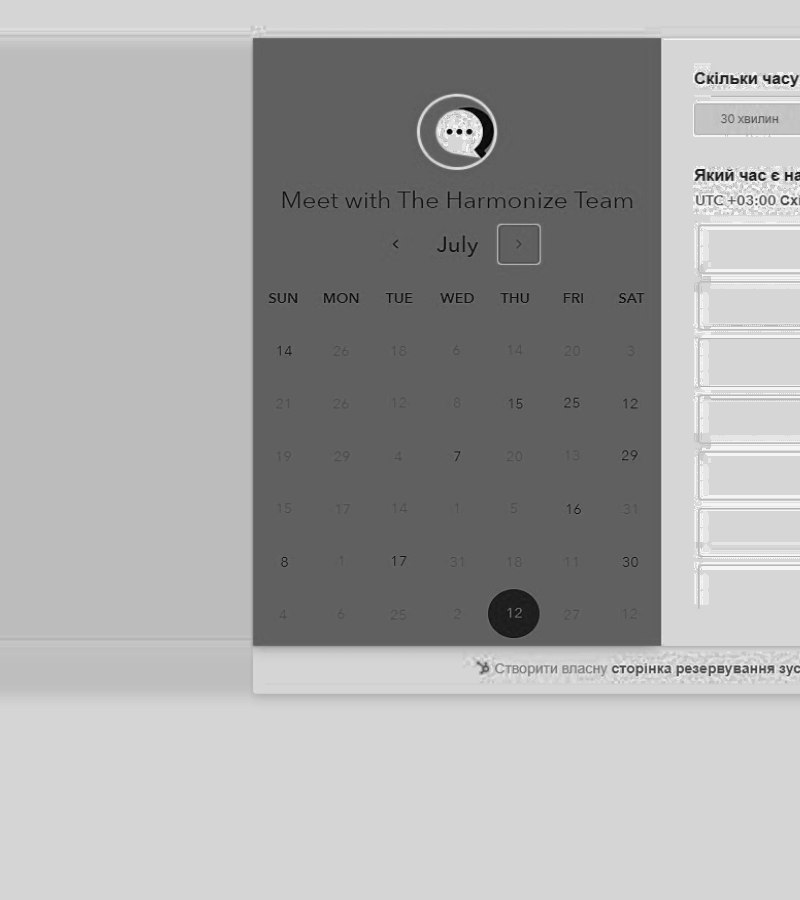 Meet with The Harmonize Team
July
SUN MON TUE WED THU FRI SAT
14 26 18 6 14 20 3
21 26 12 8 15 25 12
19 29 4 7 20 13 29
15 17 14 1 5 16 31
8 1 17 31 18 11 30
4 6 25 2 12 27 12
Скільки часу
30 хвилин
Який час є на
UTC +03:00 Схі
Створити власну сторінка резервування зус